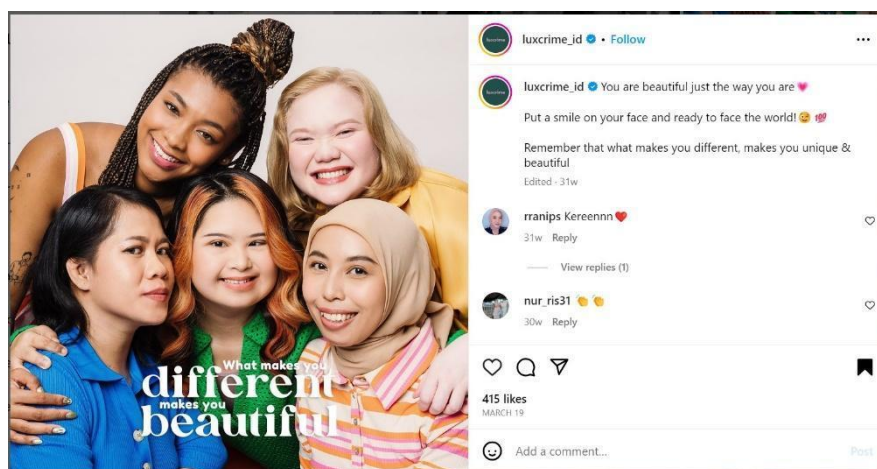 luxcrime_id • Follow
luxcrime_id You are beautiful just the way you are 💗
Put a smile on your face and ready to face the world! 😉 💯
Remember that what makes you different, makes you unique &
beautiful
Edited · 31w
rranips Kereennn❤️
31w Reply
View replies (1)
nur_ris31 👏 👏
30w Reply
415 likes
MARCH 19
Add a comment...
Post
What makes you
different
makes you
beautiful